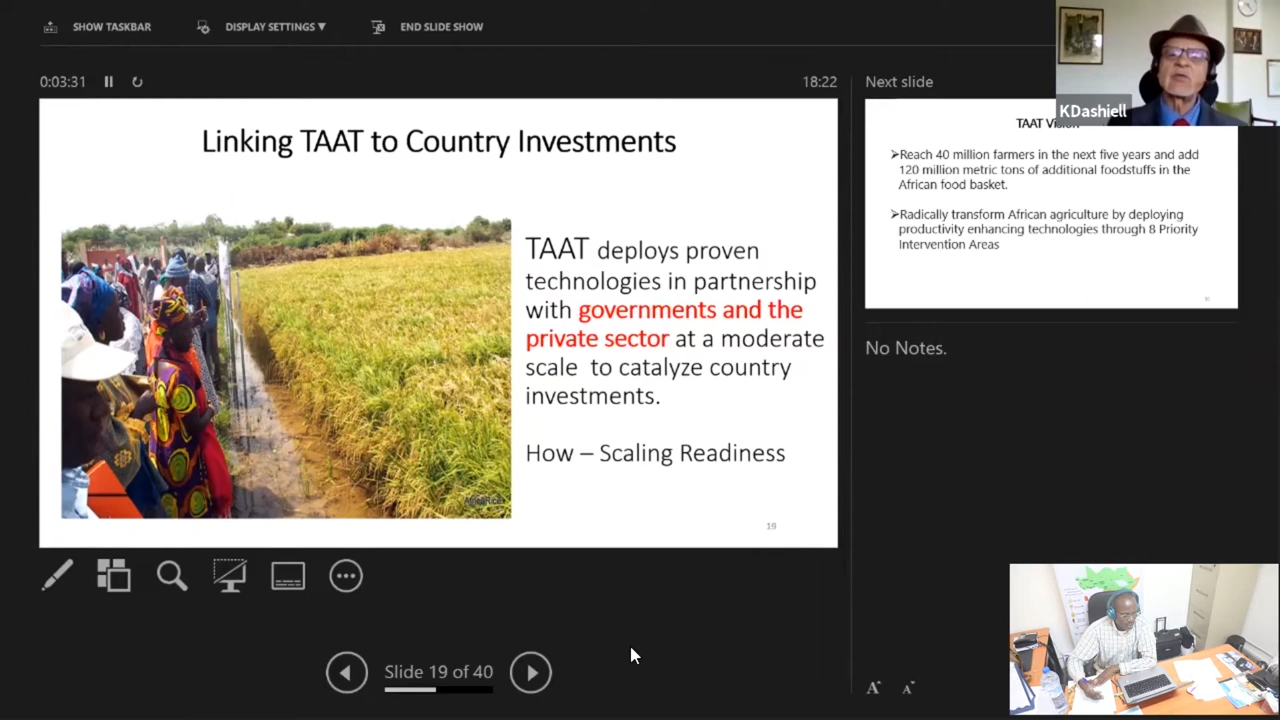 SHOW TASKBAR
DISPLAY SETTINGS ▼
END SLIDE SHOW
0:03:31
18:22
Next slide
KDashiell
Linking TAAT to Country Investments
TAAT deploys proven
technologies in partnership
with governments and the
private sector at a moderate
scale to catalyze country
investments.
How – Scaling Readiness
AfricaRice
19
TAAT
➢Reach 40 million farmers in the next five years and add
120 million metric tons of additional foodstuffs in the
African food basket.
➢Radically transform African agriculture by deploying
productivity enhancing technologies through 8 Priority
Intervention Areas
No Notes.
Slide 19 of 40
A A